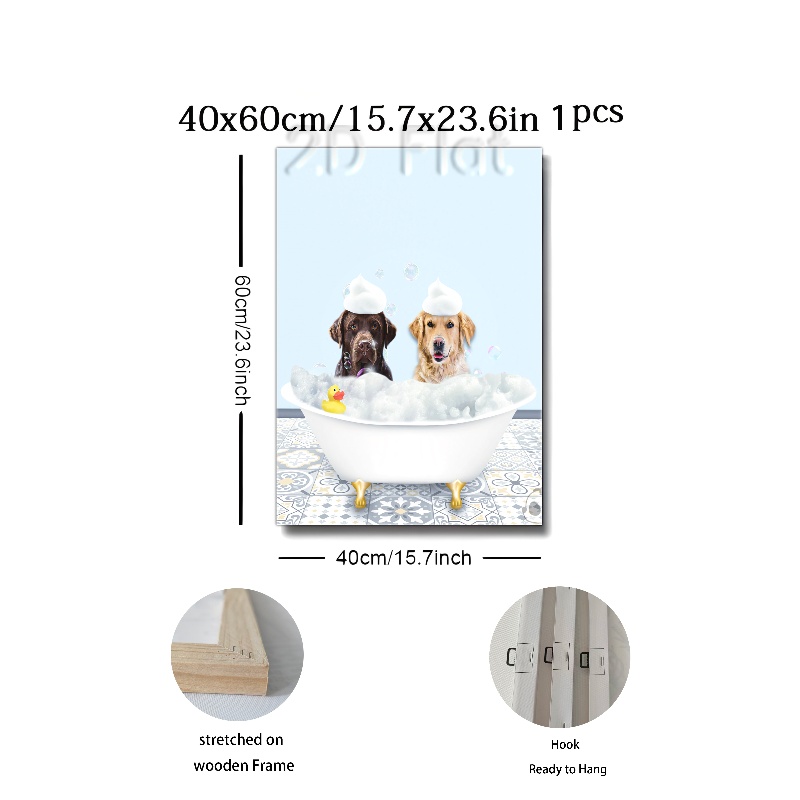 40x60cm/15.7x23.6in 1pcs
2D Flat
60cm/23.6inch
40cm/15.7inch
stretched on
wooden Frame
Hook
Ready to Hang